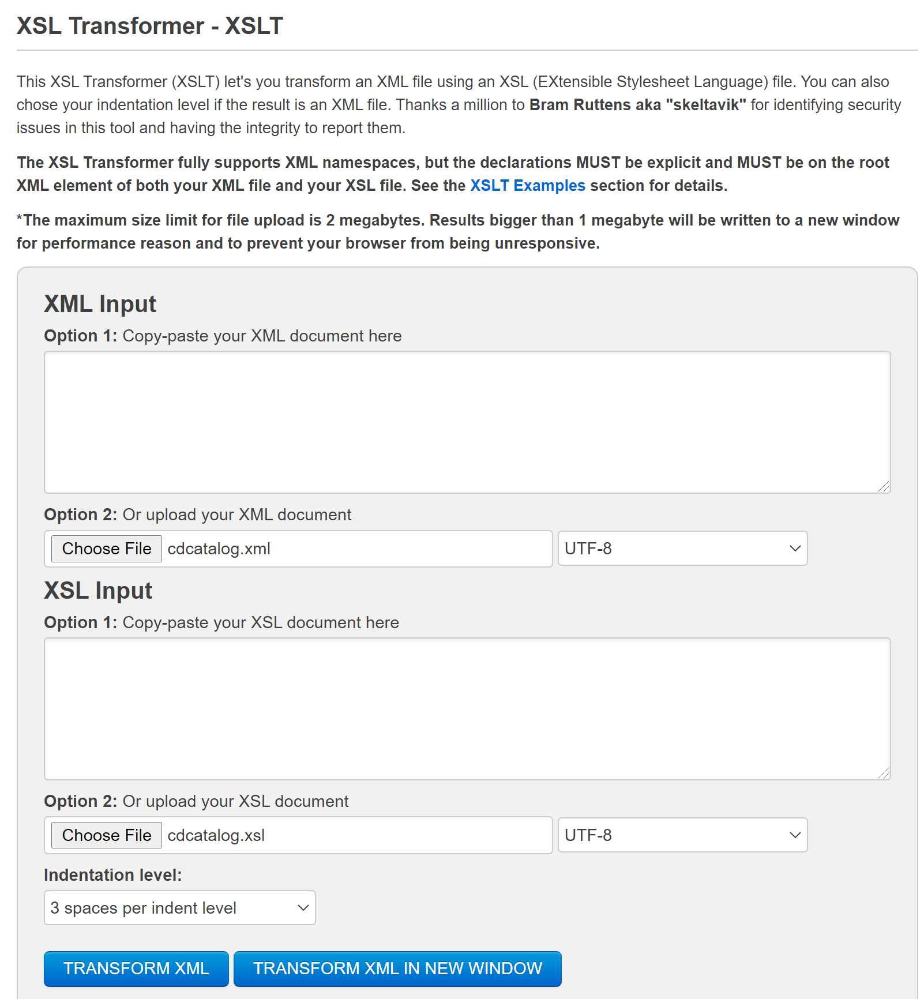 XSL Transformer - XSLT
This XSL Transformer (XSLT) let's you transform an XML file using an XSL (EXtensible Stylesheet Language) file. You can also
chose your indentation level if the result is an XML file. Thanks a million to Bram Ruttens aka "skeltavik" for identifying security
issues in this tool and having the integrity to report them.
The XSL Transformer fully supports XML namespaces, but the declarations MUST be explicit and MUST be on the root
XML element of both your XML file and your XSL file. See the XSLT Examples section for details.
*The maximum size limit for file upload is 2 megabytes. Results bigger than 1 megabyte will be written to a new window
for performance reason and to prevent your browser from being unresponsive.
XML Input
Option 1: Copy-paste your XML document here
Option 2: Or upload your XML document
Choose File cdcatalog.xml UTF-8
XSL Input
Option 1: Copy-paste your XSL document here
Option 2: Or upload your XSL document
Choose File cdcatalog.xsl UTF-8
Indentation level:
3 spaces per indent level
TRANSFORM XML TRANSFORM XML IN NEW WINDOW